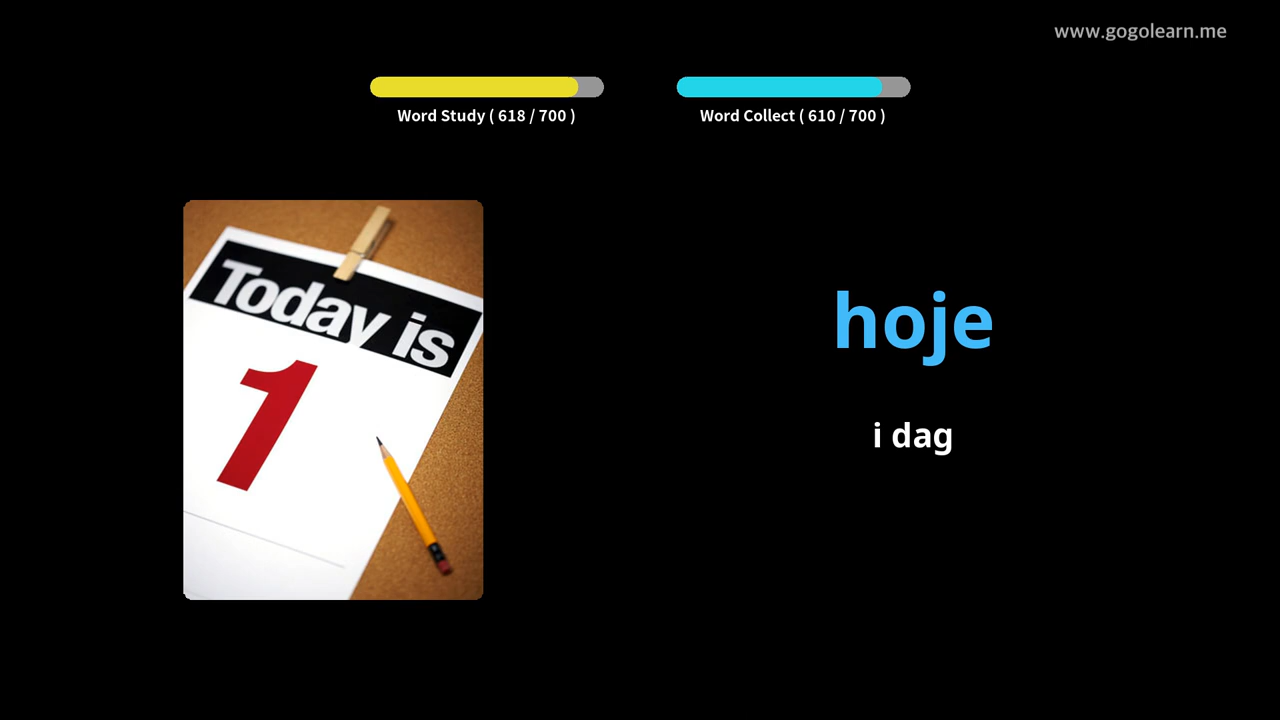 www.gogolearn.me
Word Study ( 618 / 700 )
Word Collect ( 610 / 700 )
Today is
1
hoje
i dag